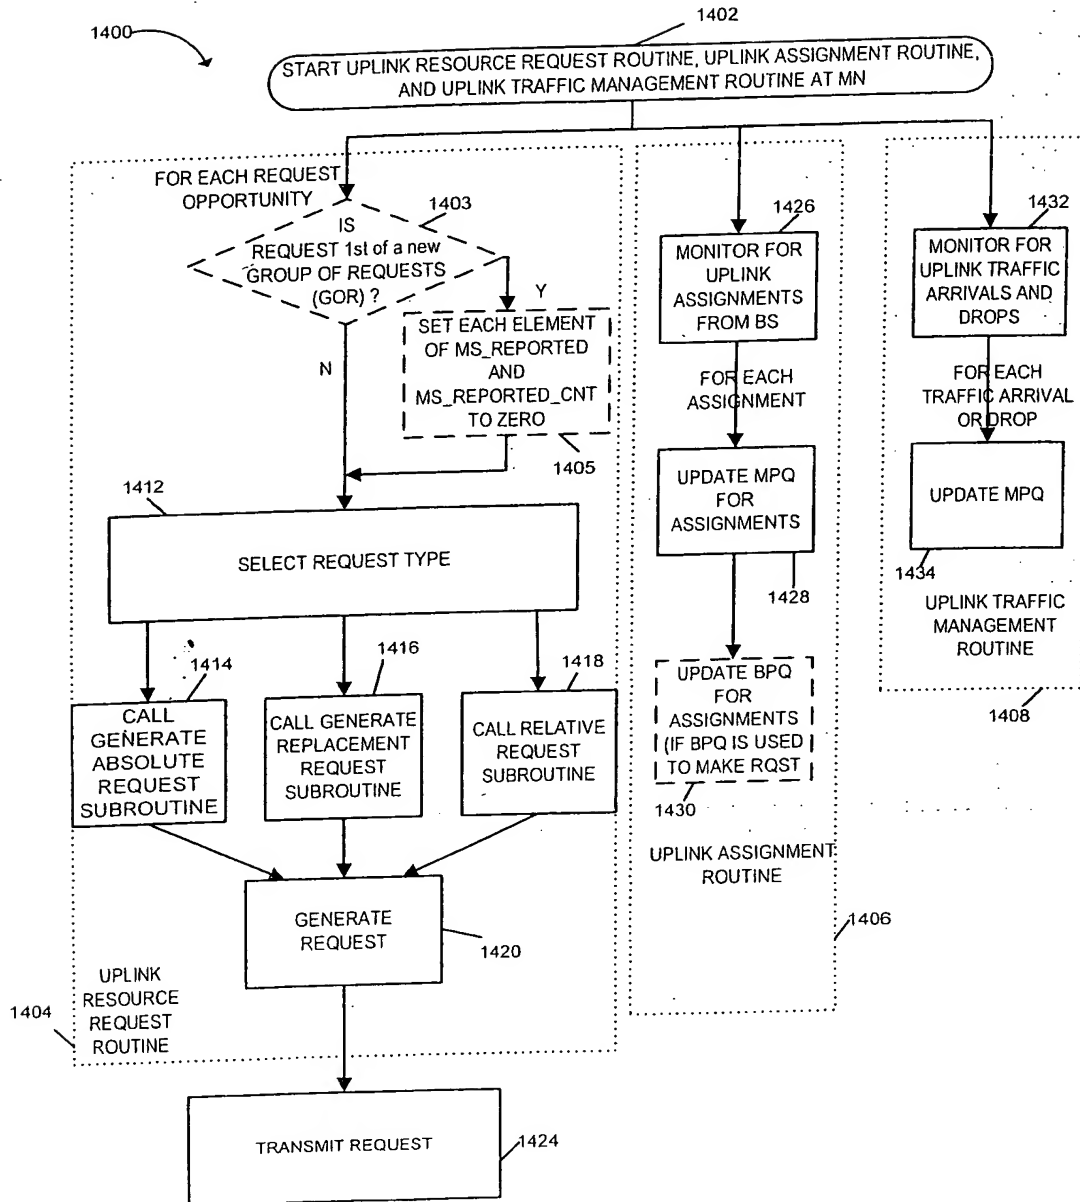 1402
1400
START UPLINK RESOURCE REQUEST ROUTINE, UPLINK ASSIGNMENT ROUTINE,
AND UPLINK TRAFFIC MANAGEMENT ROUTINE AT MN
FOR EACH REQUEST
OPPORTUNITY
1403
IS
REQUEST 1st of a new
GROUP OF REQUESTS
(GOR) ?
Y
N
SET EACH ELEMENT
OF MS_REPORTED
AND
MS_REPORTED_CNT
TO ZERO
1405
1412
SELECT REQUEST TYPE
1414
CALL
GENERATE
ABSOLUTE
REQUEST
SUBROUTINE
1416
CALL GENERATE
REPLACEMENT
REQUEST
SUBROUTINE
1418
CALL RELATIVE
REQUEST
SUBROUTINE
GENERATE
REQUEST
1420
UPLINK
RESOURCE
REQUEST
ROUTINE
1404
TRANSMIT REQUEST
1424
1426
MONITOR FOR
UPLINK
ASSIGNMENTS
FROM BS
FOR EACH
ASSIGNMENT
UPDATE MPQ
FOR
ASSIGNMENTS
1428
UPDATE BPQ
FOR
ASSIGNMENTS
(IF BPQ IS USED
TO MAKE RQST
1430
UPLINK ASSIGNMENT
ROUTINE
1406
1432
MONITOR FOR
UPLINK TRAFFIC
ARRIVALS AND
DROPS
FOR EACH
TRAFFIC ARRIVAL
OR DROP
UPDATE MPQ
1434
UPLINK TRAFFIC
MANAGEMENT
ROUTINE
1408